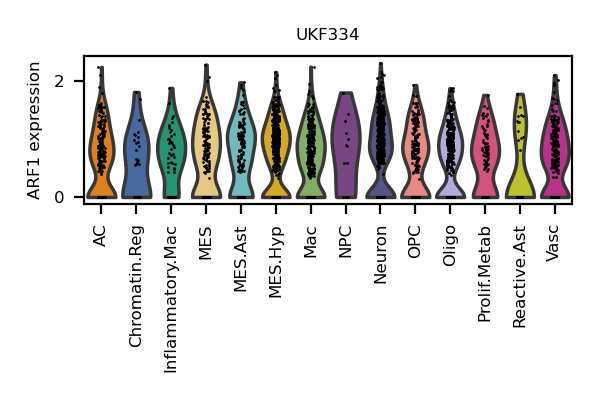 UKF334
ARF1 expression
2
0
AC
Chromatin.Reg
Inflammatory.Mac
MES
MES.Ast
MES.Hyp
Mac
NPC
Neuron
OPC
Oligo
Prolif.Metab
Reactive.Ast
Vasc